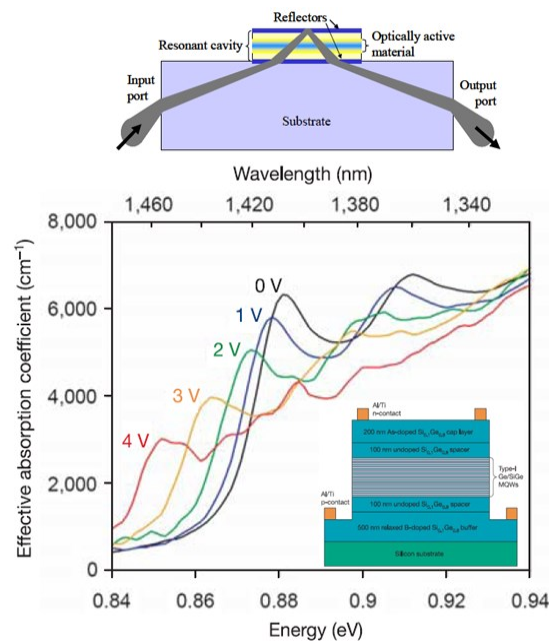 Reflectors
Resonant cavity
Optically active
material
Input
port
Output
port
Substrate
Wavelength (nm)
1,460
1,420
1,380
1,340
Effective absorption coefficient (cm⁻¹)
8,000
6,000
4,000
2,000
0
0 V
1 V
2 V
3 V
4 V
Al/Ti
n-contact
200 nm As-doped Si₀.₁Ge₀.₉ cap layer
100 nm undoped Si₀.₁Ge₀.₉ spacer
Type-I
Ge/SiGe
MQWs
Al/Ti
p-contact
100 nm undoped Si₀.₁Ge₀.₉ spacer
500 nm relaxed B-doped Si₀.₁Ge₀.₉ buffer
Silicon substrate
0.84
0.86
0.88
0.9
0.92
0.94
Energy (eV)